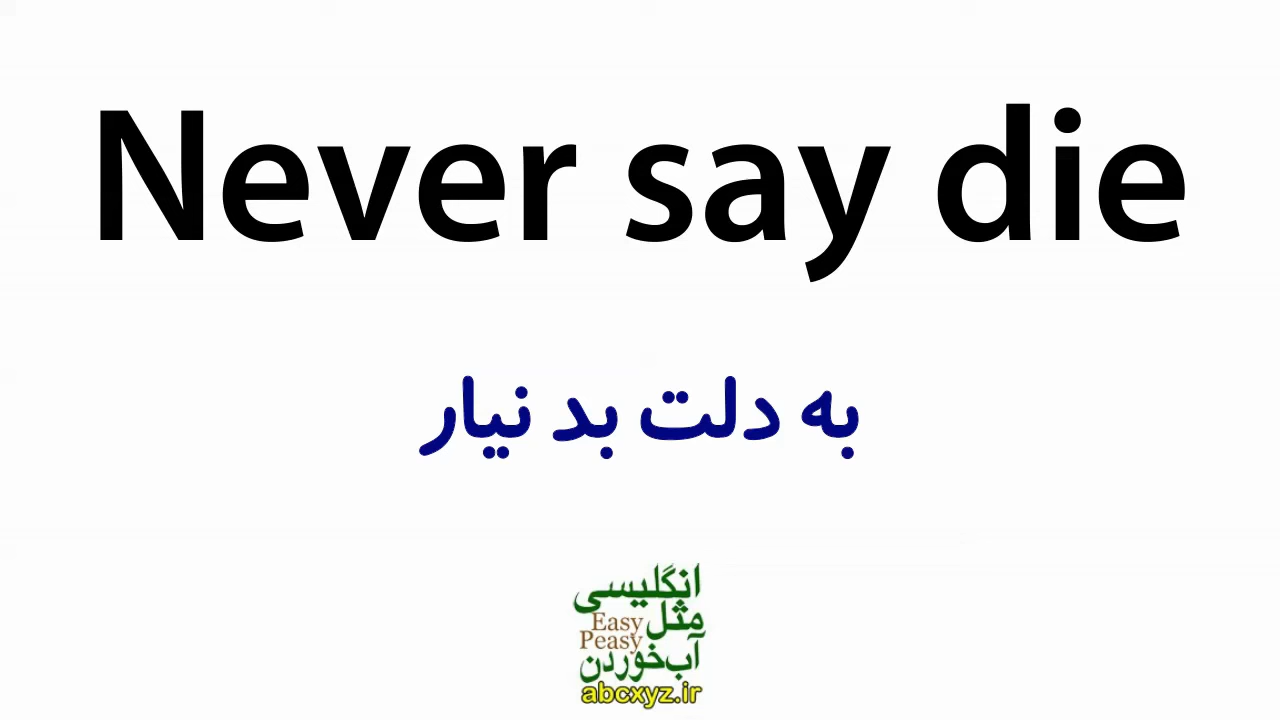 Never say die
به دلت بد نیار
انگلیسی
مثل
Easy
Peasy
آب‌خوردن
abcxyz.ir